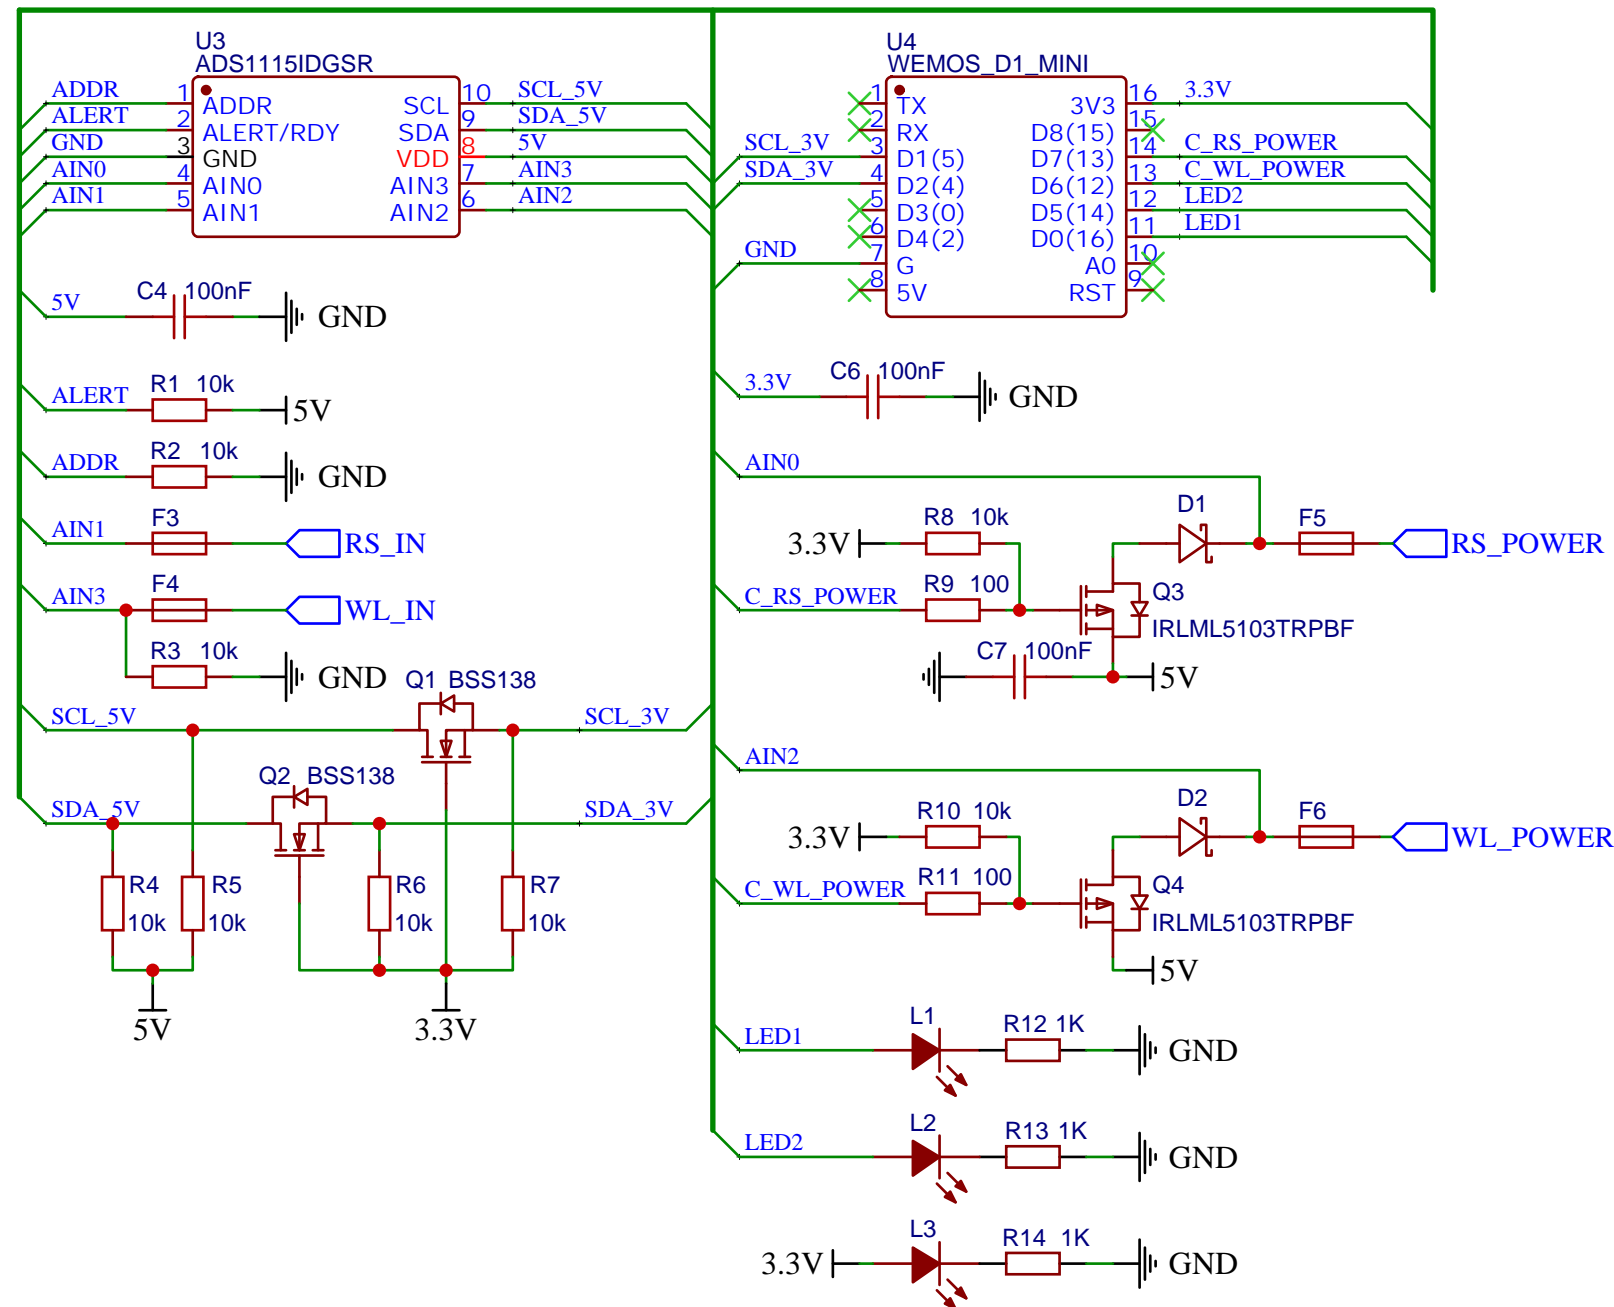 U3
ADS1115IDGSR
ADDR 1 ADDR SCL 10 SCL_5V
ALERT 2 ALERT/RDY SDA 9 SDA_5V
GND 3 GND VDD 8 5V
AIN0 4 AIN0 AIN3 7 AIN3
AIN1 5 AIN1 AIN2 6 AIN2
5V C4 100nF GND
ALERT R1 10k 5V
ADDR R2 10k GND
AIN1 F3 RS_IN
AIN3 F4 WL_IN
R3 10k GND
Q1 BSS138
SCL_5V SCL_3V
Q2 BSS138
SDA_5V SDA_3V
R4 10k
R5 10k
R6 10k
R7 10k
5V
3.3V
U4
WEMOS_D1_MINI
1 TX 3V3 16 3.3V
2 RX D8(15) 15
SCL_3V 3 D1(5) D7(13) 14 C_RS_POWER
SDA_3V 4 D2(4) D6(12) 13 C_WL_POWER
5 D3(0) D5(14) 12 LED2
6 D4(2) D0(16) 11 LED1
GND 7 G A0 10
8 5V RST 9
3.3V C6 100nF GND
AIN0
3.3V R8 10k D1 F5 RS_POWER
C_RS_POWER R9 100 Q3
IRLML5103TRPBF
C7 100nF 5V
AIN2
3.3V R10 10k D2 F6 WL_POWER
C_WL_POWER R11 100 Q4
IRLML5103TRPBF
5V
LED1 L1 R12 1K GND
LED2 L2 R13 1K GND
3.3V L3 R14 1K GND